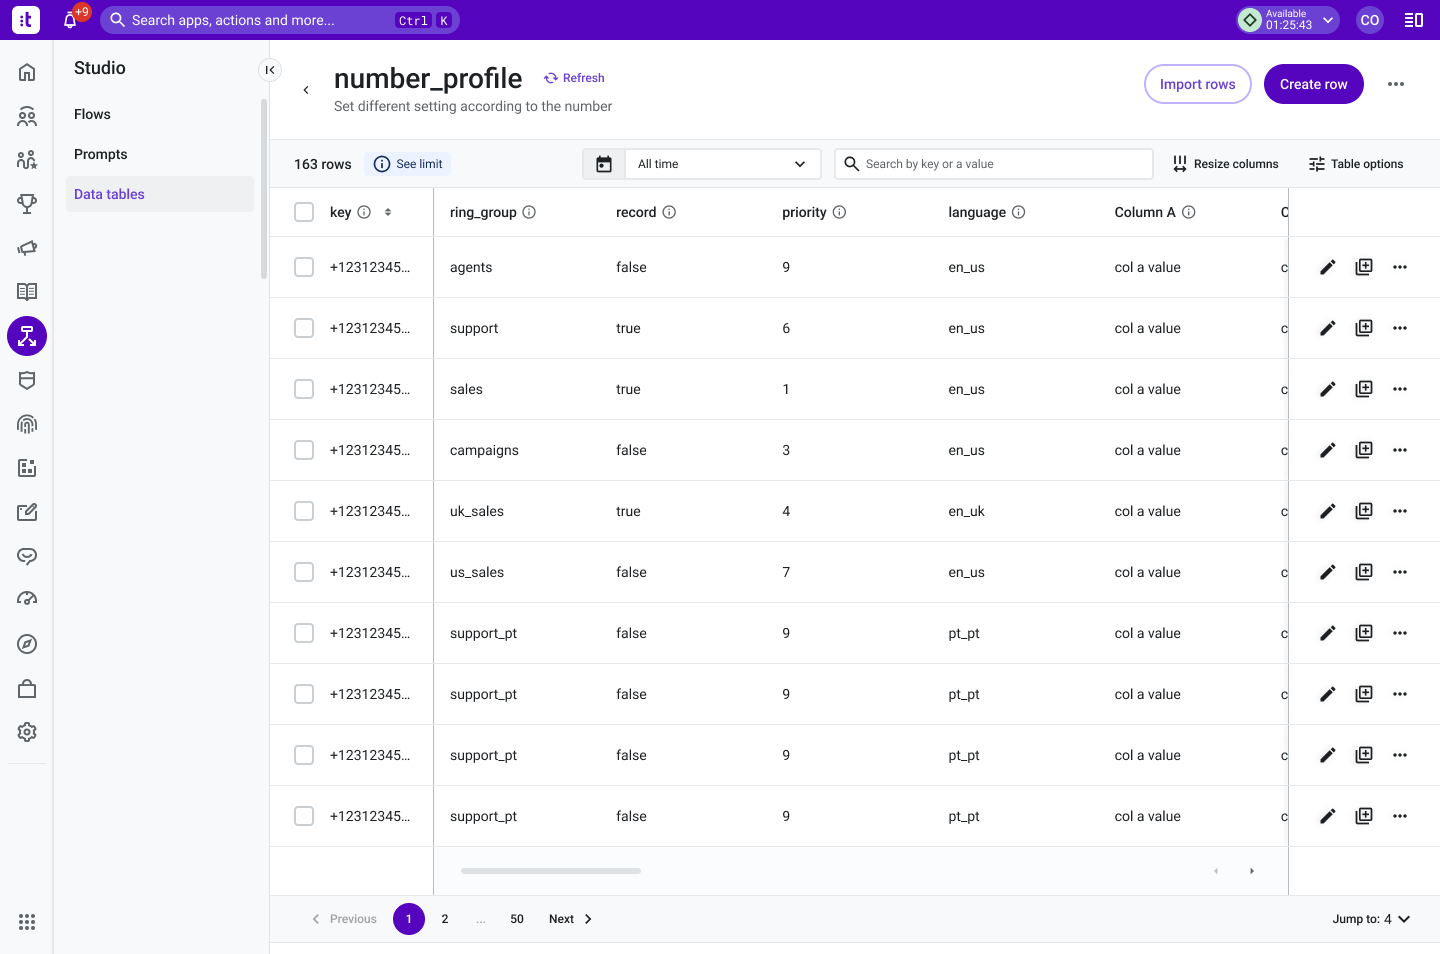 :t +9 Search apps, actions and more... Ctrl K Available 01:25:43 CO
Studio
Flows
Prompts
Data tables
number_profile Refresh
Set different setting according to the number
Import rows Create row
163 rows See limit All time Search by key or a value Resize columns Table options
key ring_group record priority language Column A
+12312345... agents false 9 en_us col a value c
+12312345... support true 6 en_us col a value c
+12312345... sales true 1 en_us col a value c
+12312345... campaigns false 3 en_us col a value c
+12312345... uk_sales true 4 en_uk col a value c
+12312345... us_sales false 7 en_us col a value c
+12312345... support_pt false 9 pt_pt col a value c
+12312345... support_pt false 9 pt_pt col a value c
+12312345... support_pt false 9 pt_pt col a value c
+12312345... support_pt false 9 pt_pt col a value c
Previous 1 2 ... 50 Next Jump to: 4